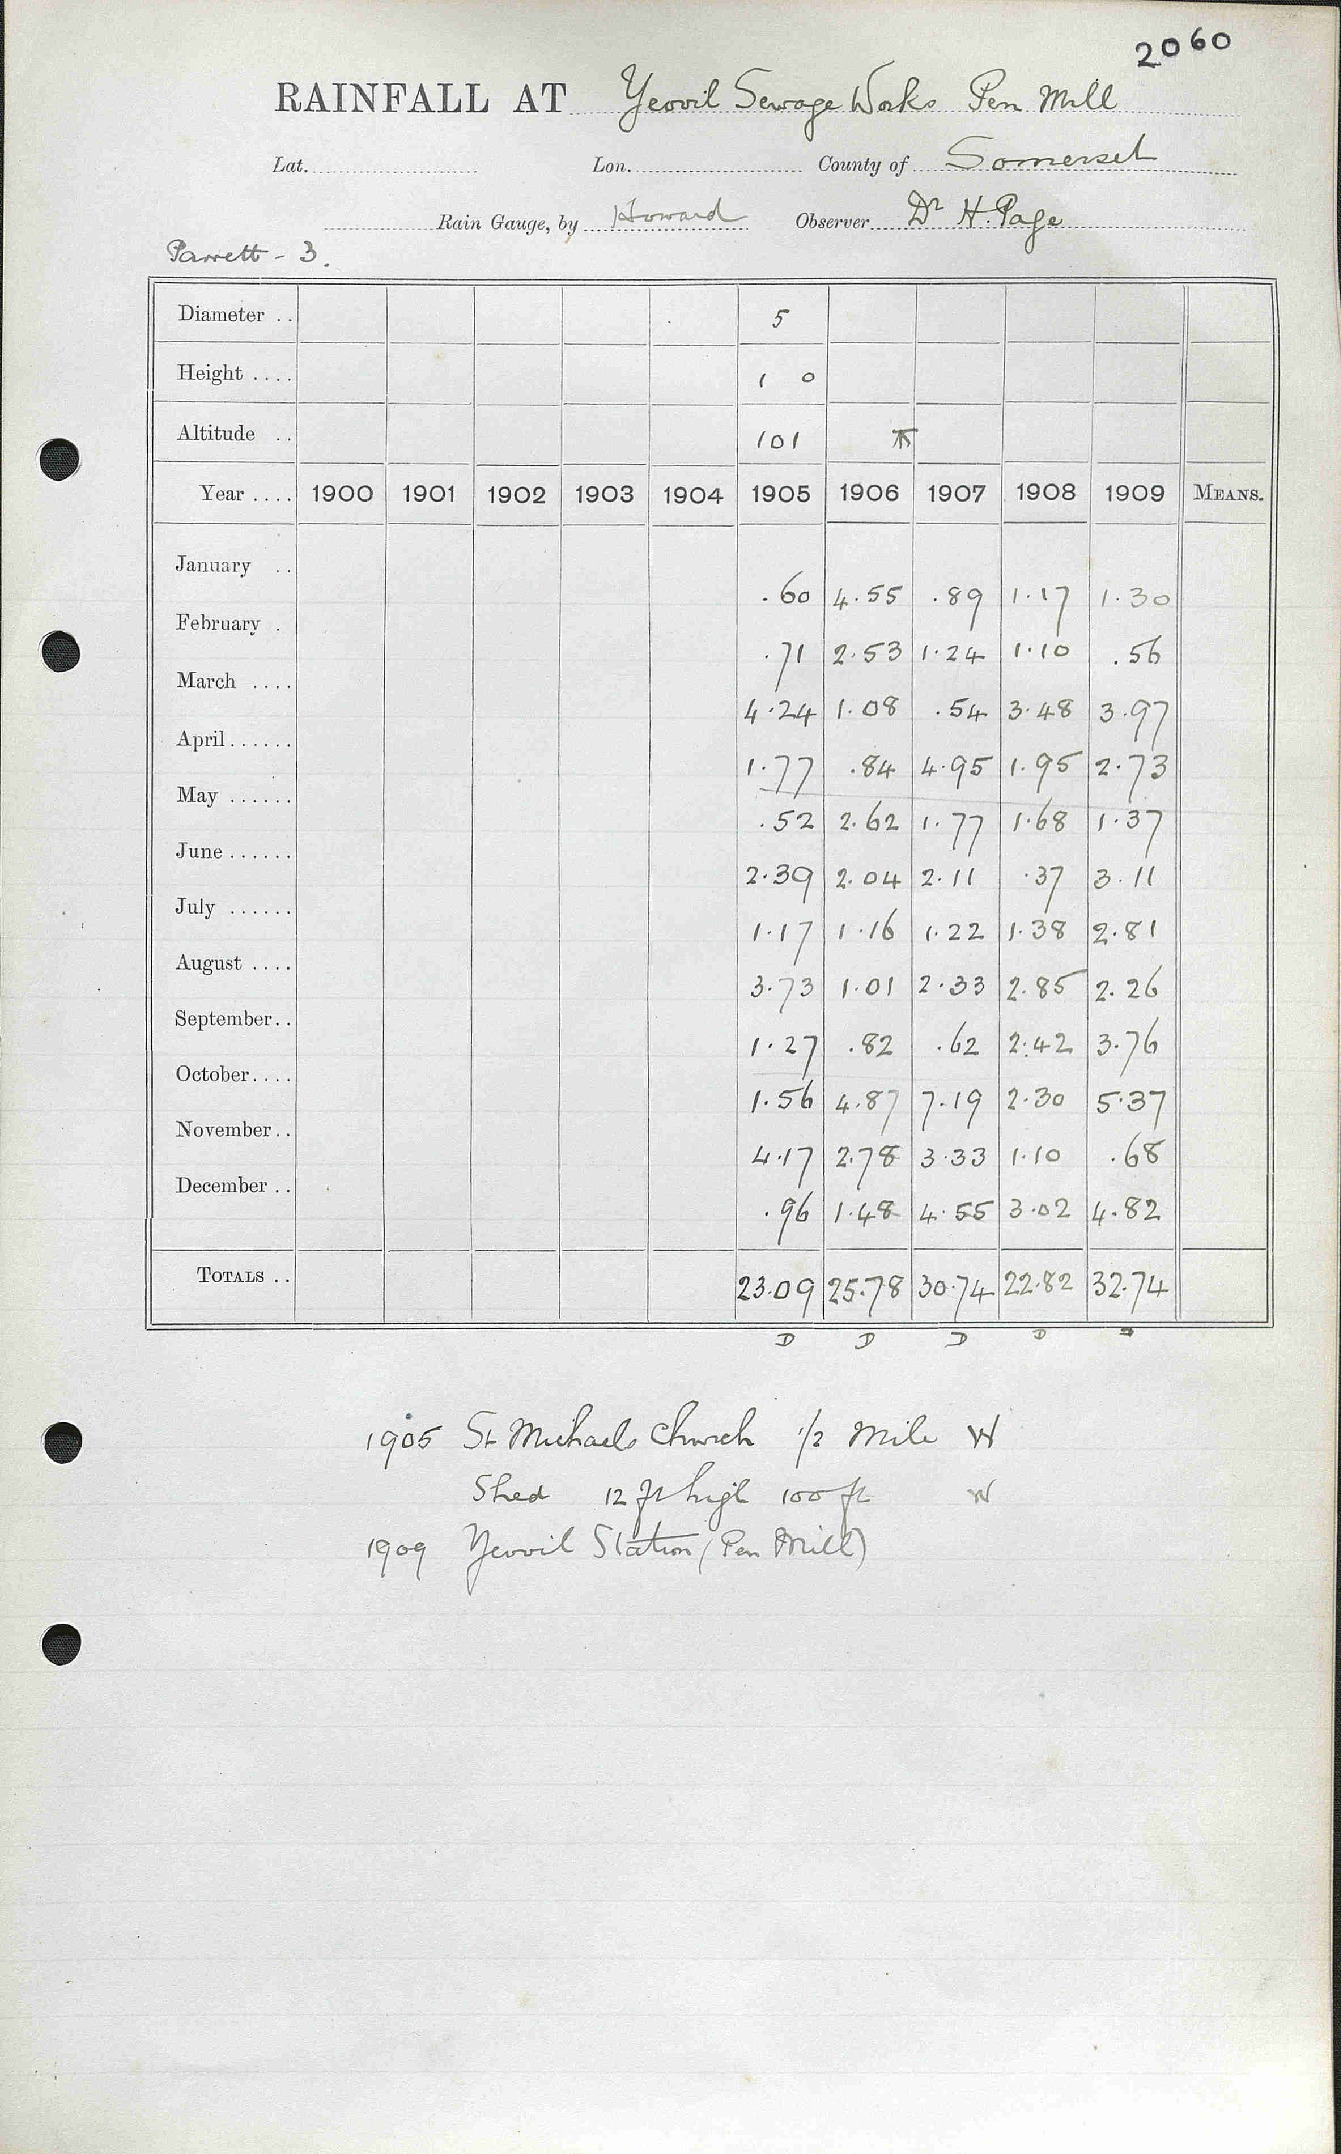 2060
RAINFALL AT Yeovil Sewage Works Pen Mill
Lat. Lon. County of Somerset
Rain Gauge, by Howard Observer Dr H. Page
Parrett - 3.
Diameter .. 5
Height .... 1 0
Altitude .. 101
Year .... 1900 1901 1902 1903 1904 1905 1906 1907 1908 1909 MEANS.
January .. .60 4.55 .89 1.17 1.30
February . .71 2.53 1.24 1.10 .56
March .... 4.24 1.08 .54 3.48 3.97
April...... 1.77 .84 4.95 1.95 2.73
May ...... .52 2.62 1.77 1.68 1.37
June...... 2.39 2.04 2.11 .37 3.11
July ...... 1.17 1.16 1.22 1.38 2.81
August .... 3.73 1.01 2.33 2.85 2.26
September.. 1.27 .82 .62 2.42 3.76
October.... 1.56 4.87 7.19 2.30 5.37
November.. 4.17 2.78 3.33 1.10 .68
December .. .96 1.48 4.55 3.02 4.82
TOTALS .. 23.09 25.78 30.74 22.82 32.74
D D D D D
1905 St Michaels Church 1/2 Mile W
Shed 12 ft high 100 ft W
1909 Yeovil Station (Pen Mill)